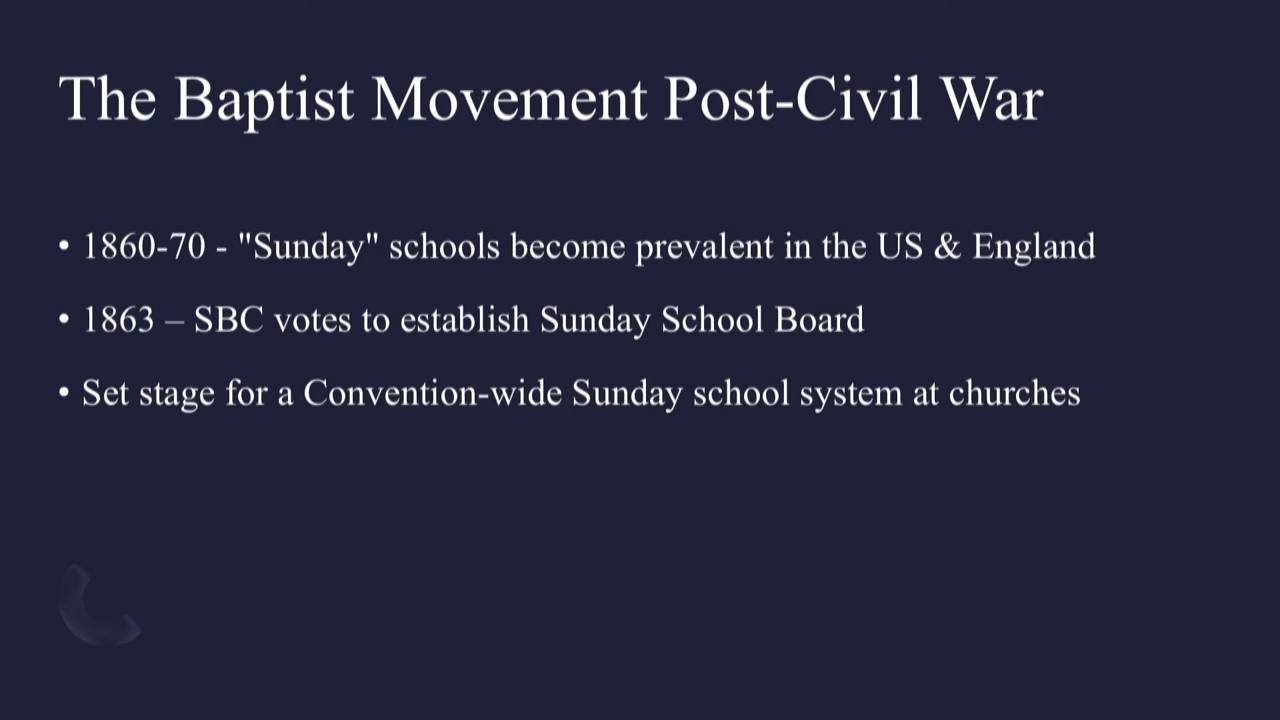 The Baptist Movement Post-Civil War
• 1860-70 - "Sunday" schools become prevalent in the US & England
• 1863 – SBC votes to establish Sunday School Board
• Set stage for a Convention-wide Sunday school system at churches